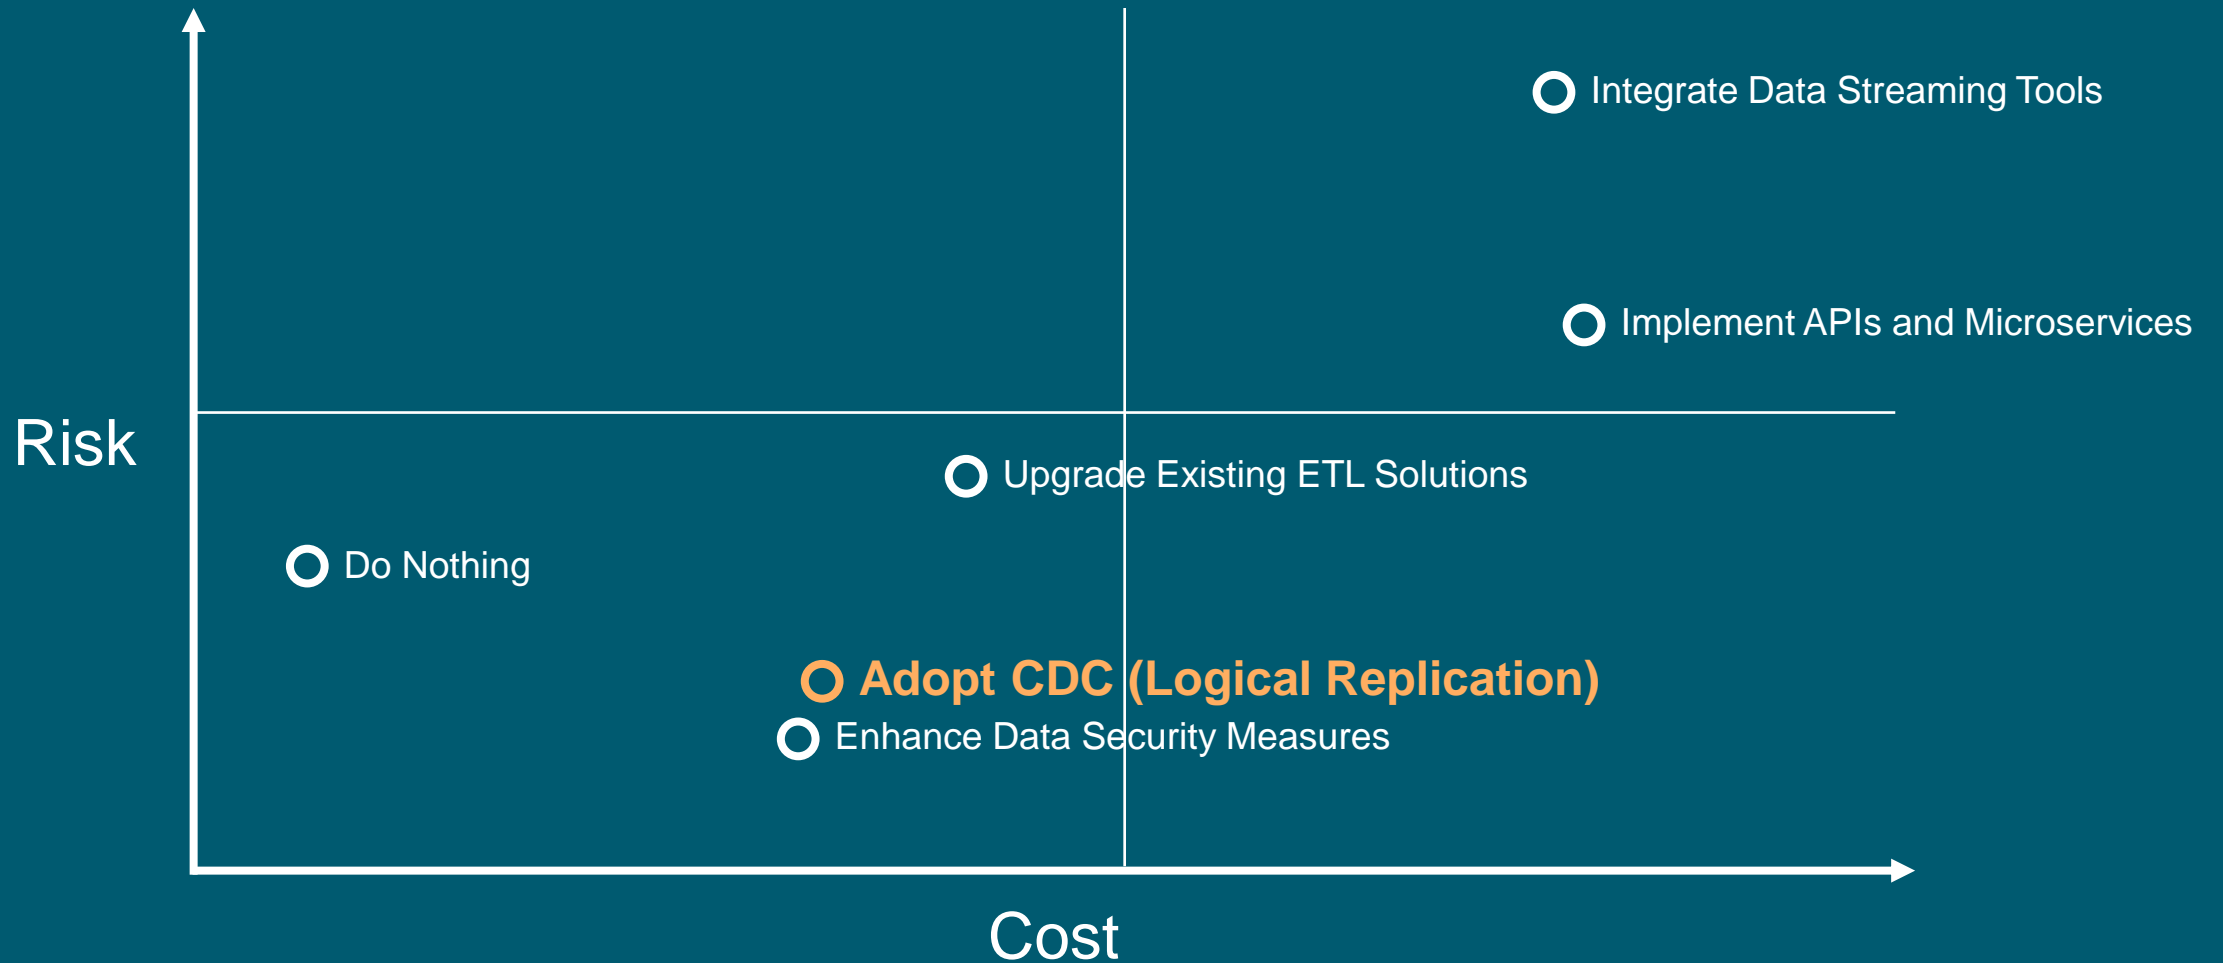 Integrate Data Streaming Tools
Implement APIs and Microservices
Risk
Upgrade Existing ETL Solutions
Do Nothing
Adopt CDC (Logical Replication)
Enhance Data Security Measures
Cost